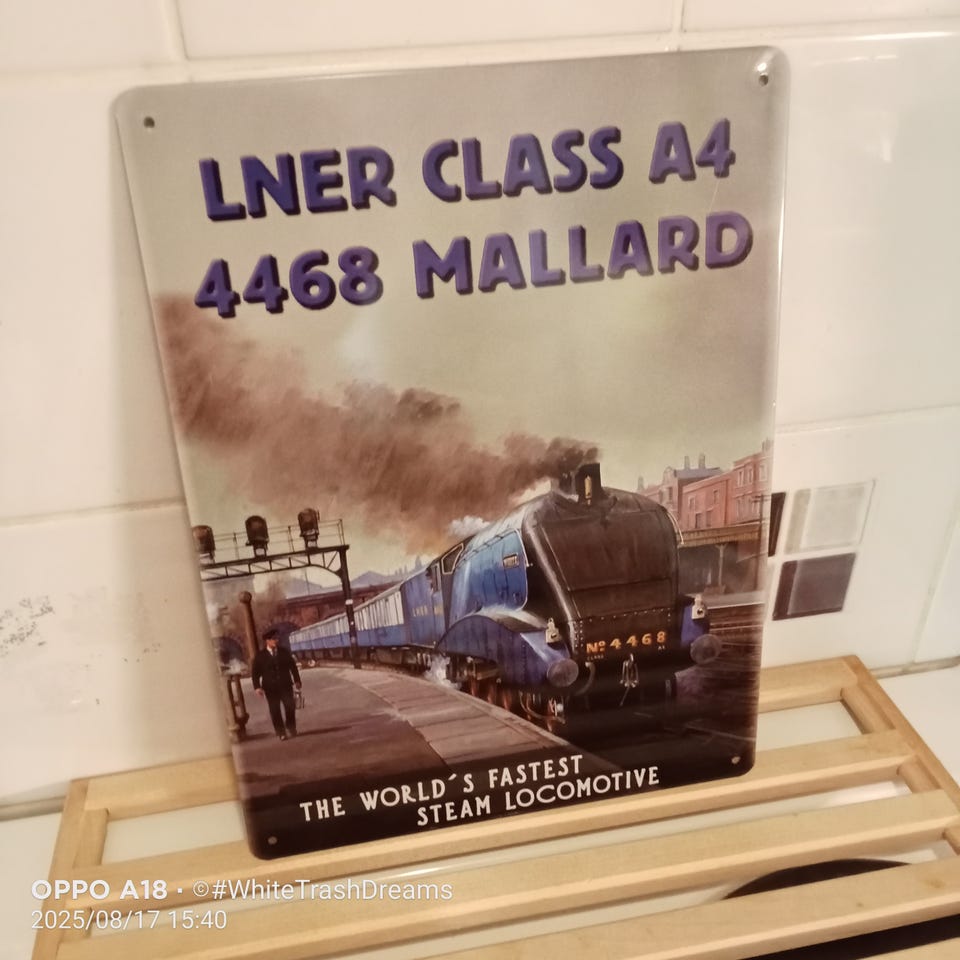 LNER CLASS A4
4468 MALLARD
LNER
Nº 4468
THE WORLD´S FASTEST
STEAM LOCOMOTIVE
OPPO A18 · ©#WhiteTrashDreams
2025/08/17 15:40